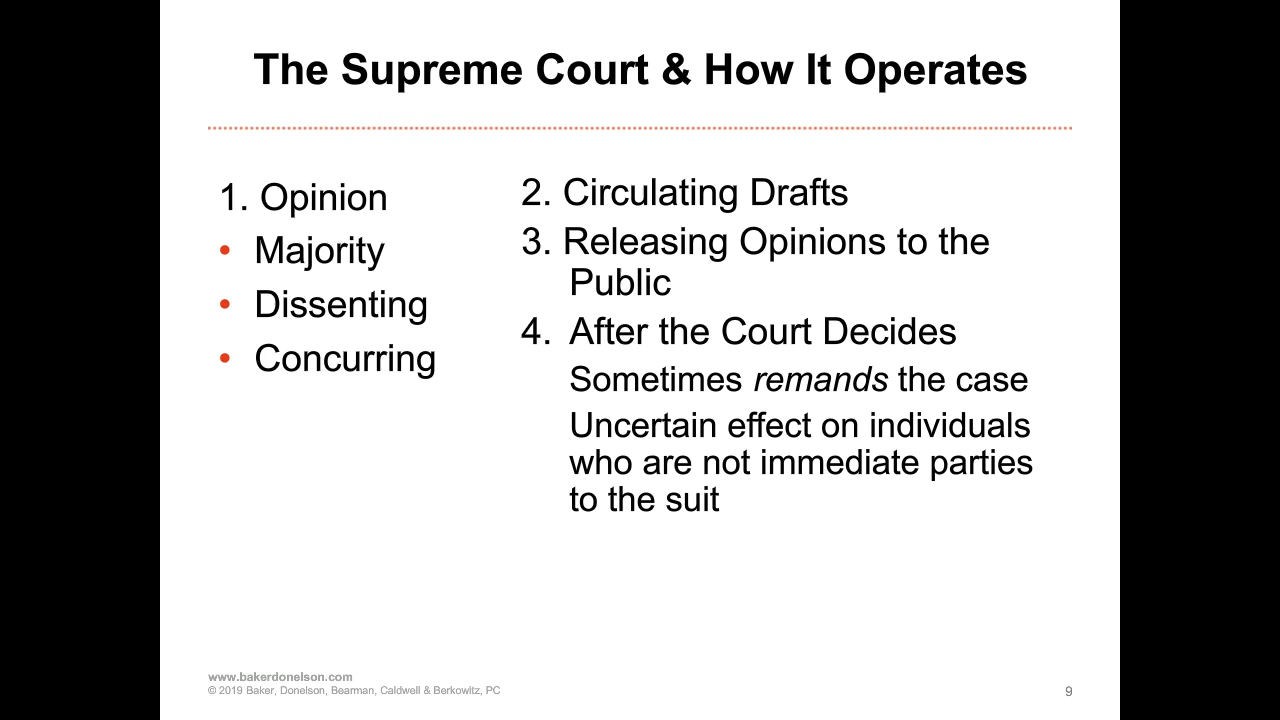 The Supreme Court & How It Operates
1. Opinion
• Majority
• Dissenting
• Concurring
2. Circulating Drafts
3. Releasing Opinions to the
Public
4. After the Court Decides
Sometimes remands the case
Uncertain effect on individuals
who are not immediate parties
to the suit
www.bakerdonelson.com
© 2019 Baker, Donelson, Bearman, Caldwell & Berkowitz, PC
9